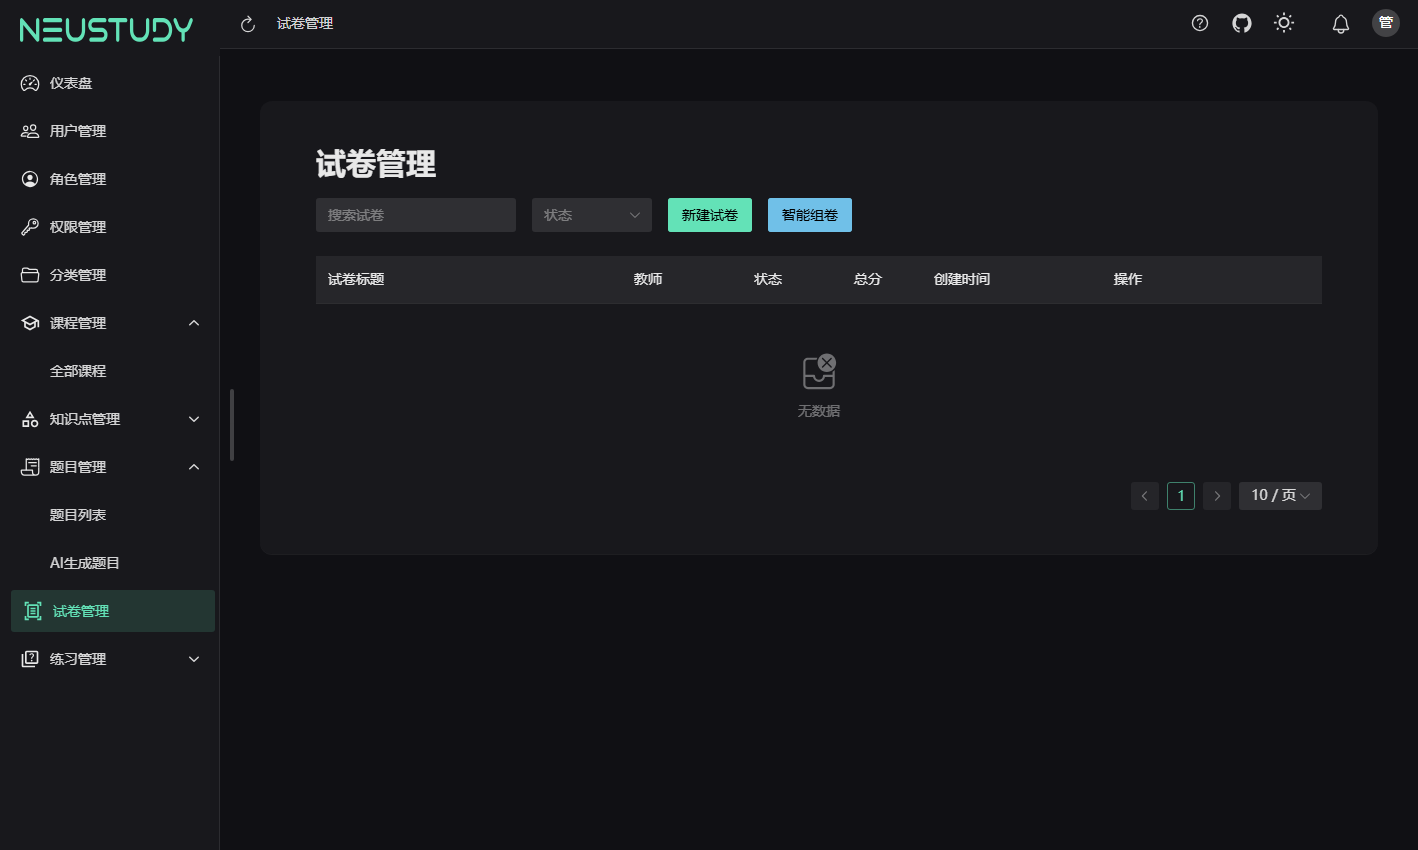 NEUSTUDY
试卷管理
管
仪表盘
用户管理
角色管理
权限管理
分类管理
课程管理
全部课程
知识点管理
题目管理
题目列表
AI生成题目
试卷管理
练习管理
试卷管理
搜索试卷 状态 新建试卷 智能组卷
试卷标题 教师 状态 总分 创建时间 操作
无数据
1 10 / 页